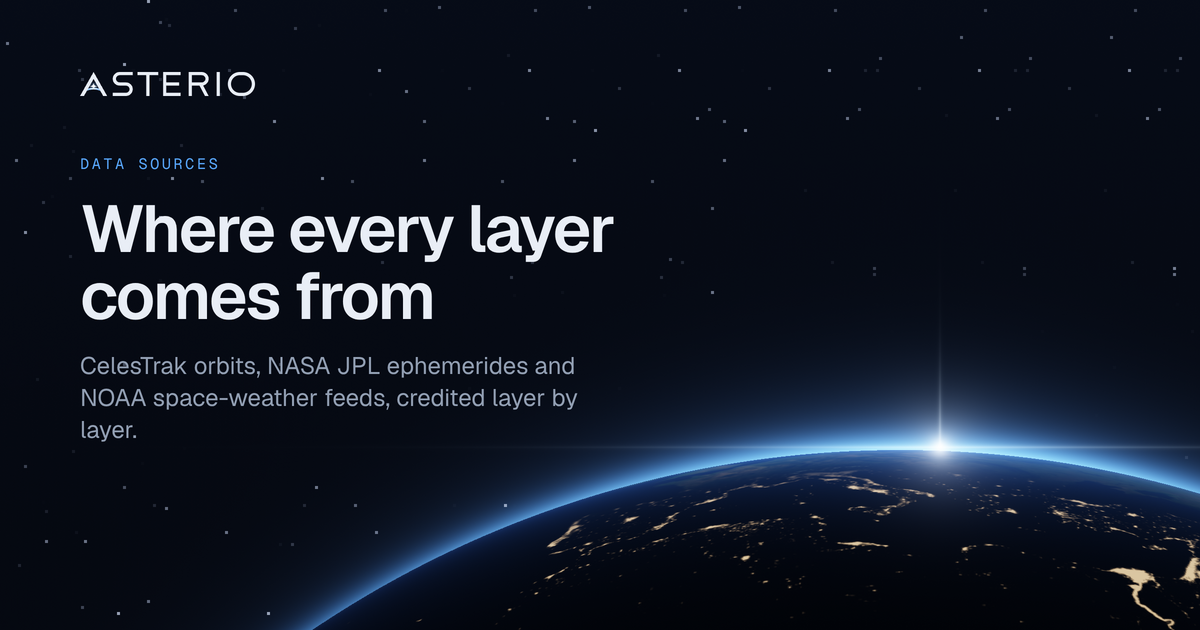 ASTERIO
DATA SOURCES
Where every layer
comes from
CelesTrak orbits, NASA JPL ephemerides and
NOAA space-weather feeds, credited layer by
layer.